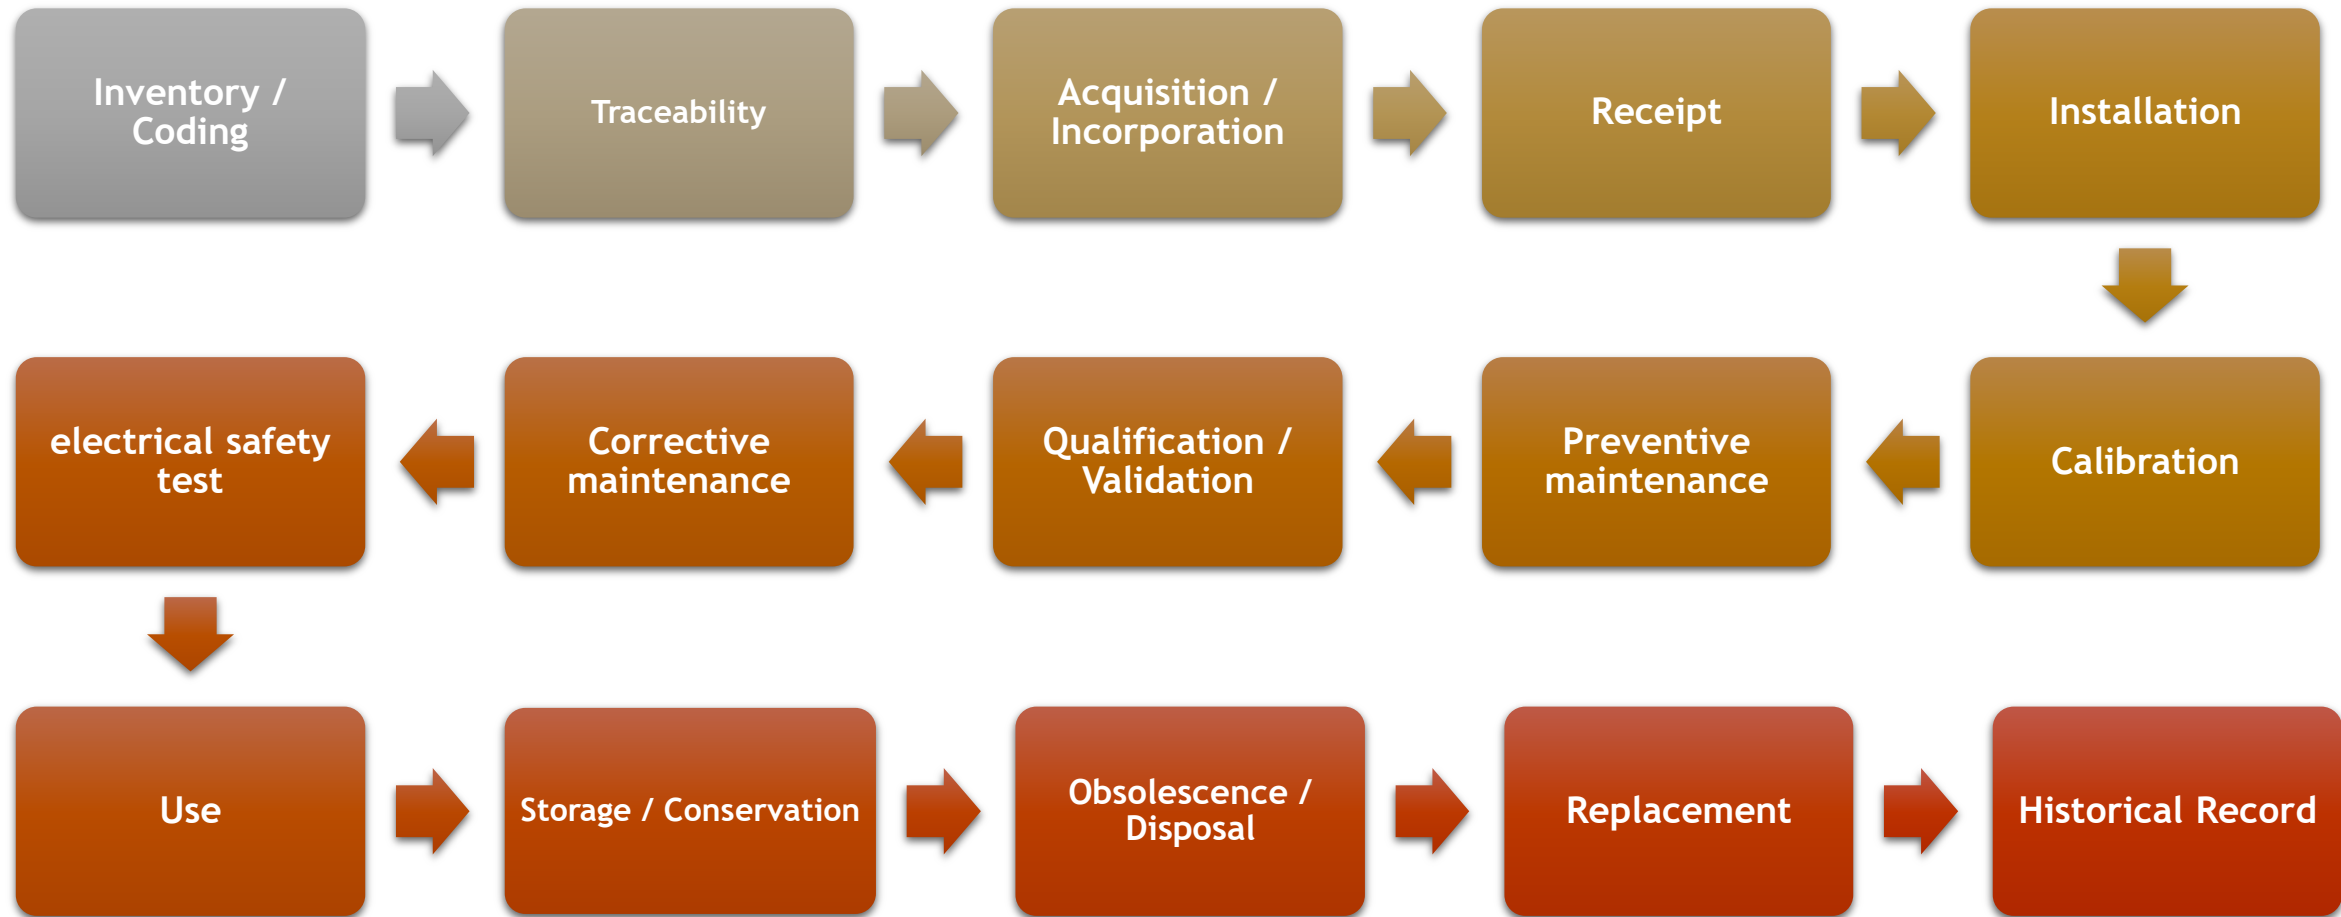 Inventory /
Coding
Traceability
Acquisition /
Incorporation
Receipt
Installation
electrical safety
test
Corrective
maintenance
Qualification /
Validation
Preventive
maintenance
Calibration
Use
Storage / Conservation
Obsolescence /
Disposal
Replacement
Historical Record